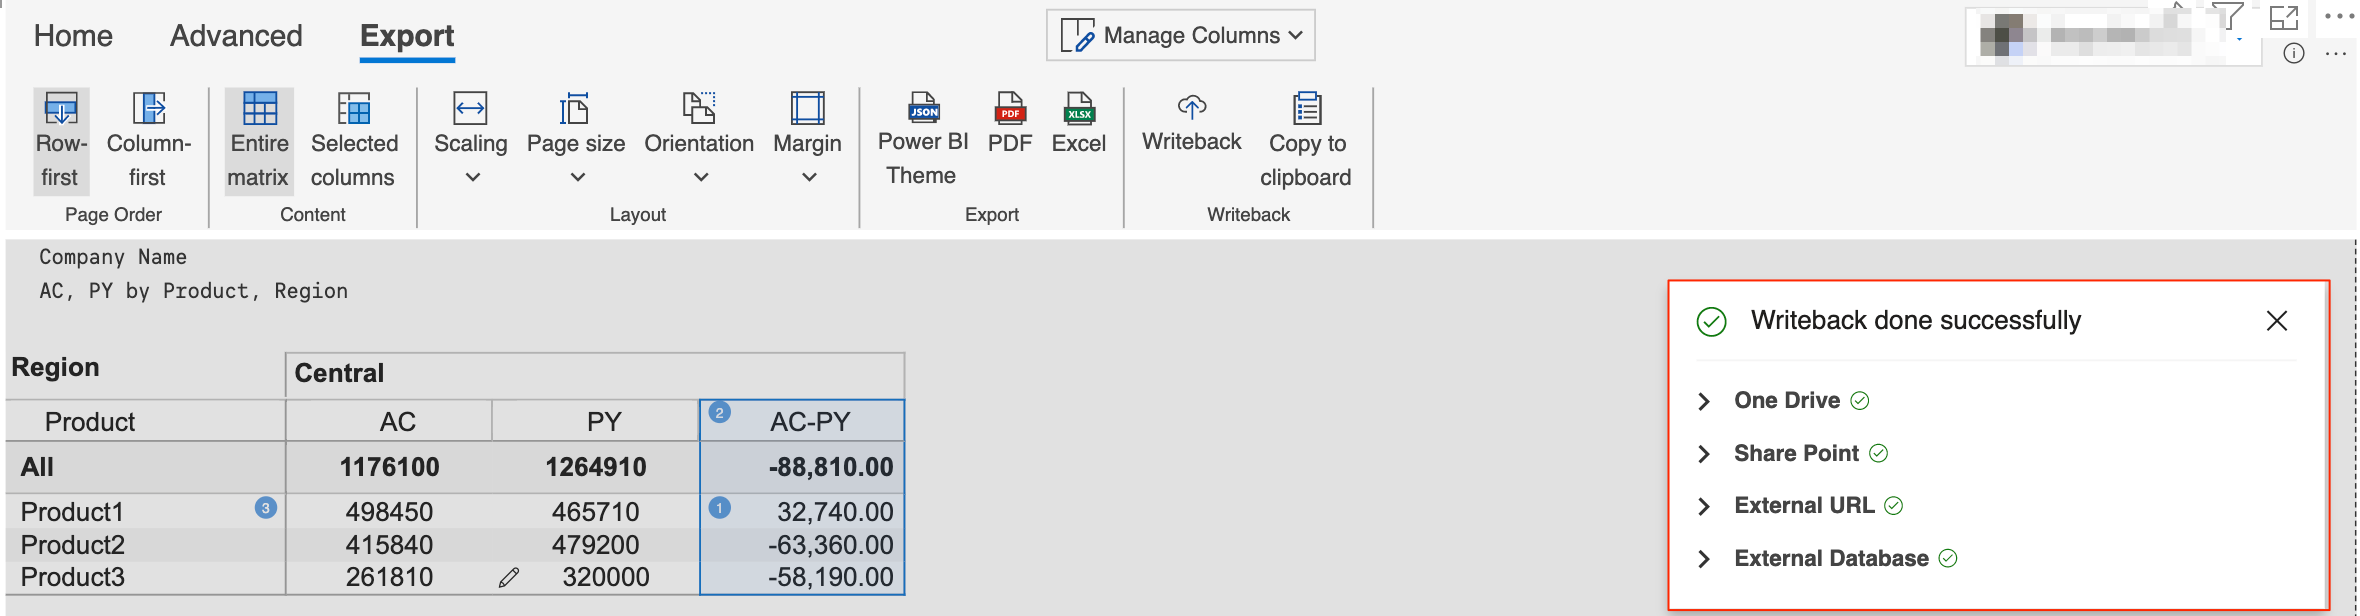 Home Advanced Export Manage Columns
Row-first Column-first Entire matrix Selected columns Scaling Page size Orientation Margin JSON Power BI Theme PDF PDF XLSX Excel Writeback Copy to clipboard
Page Order Content Layout Export Writeback
Company Name
AC, PY by Product, Region
Region Central
Product AC PY 2 AC-PY
All 1176100 1264910 -88,810.00
Product1 3 498450 465710 1 32,740.00
Product2 415840 479200 -63,360.00
Product3 261810 320000 -58,190.00
Writeback done successfully
One Drive
Share Point
External URL
External Database